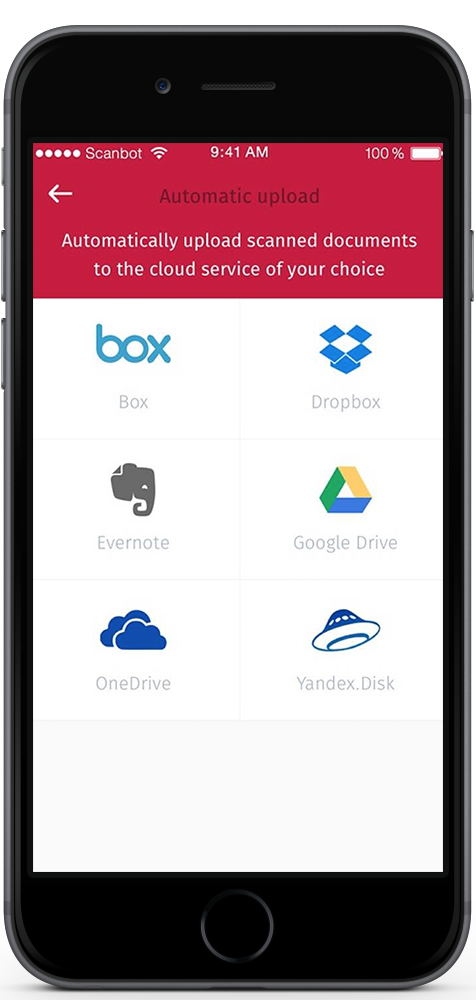 Scanbot 9:41 AM 100 %
Automatic upload
Automatically upload scanned documents
to the cloud service of your choice
box
Box
Dropbox
Evernote
Google Drive
OneDrive
Yandex.Disk